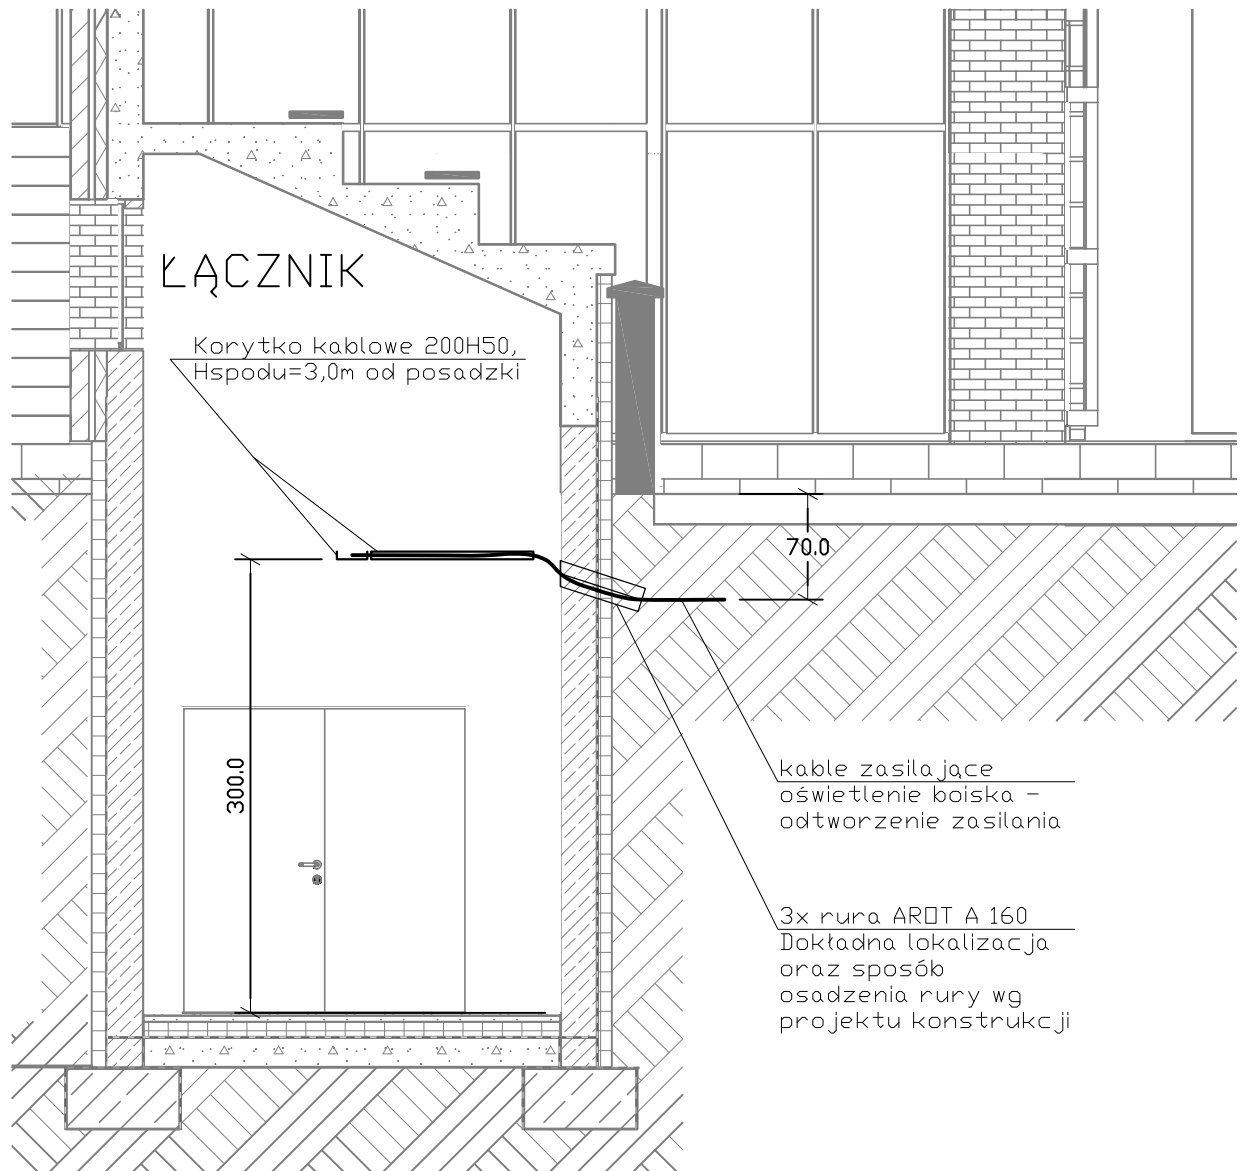 ŁĄCZNIK
Korytko kablowe 200H50,
Hspodu=3,0m od posadzki
70.0
300.0
kable zasilające
oświetlenie boiska –
odtworzenie zasilania
3x rura AROT A 160
Dokładna lokalizacja
oraz sposób
osadzenia rury wg
projektu konstrukcji